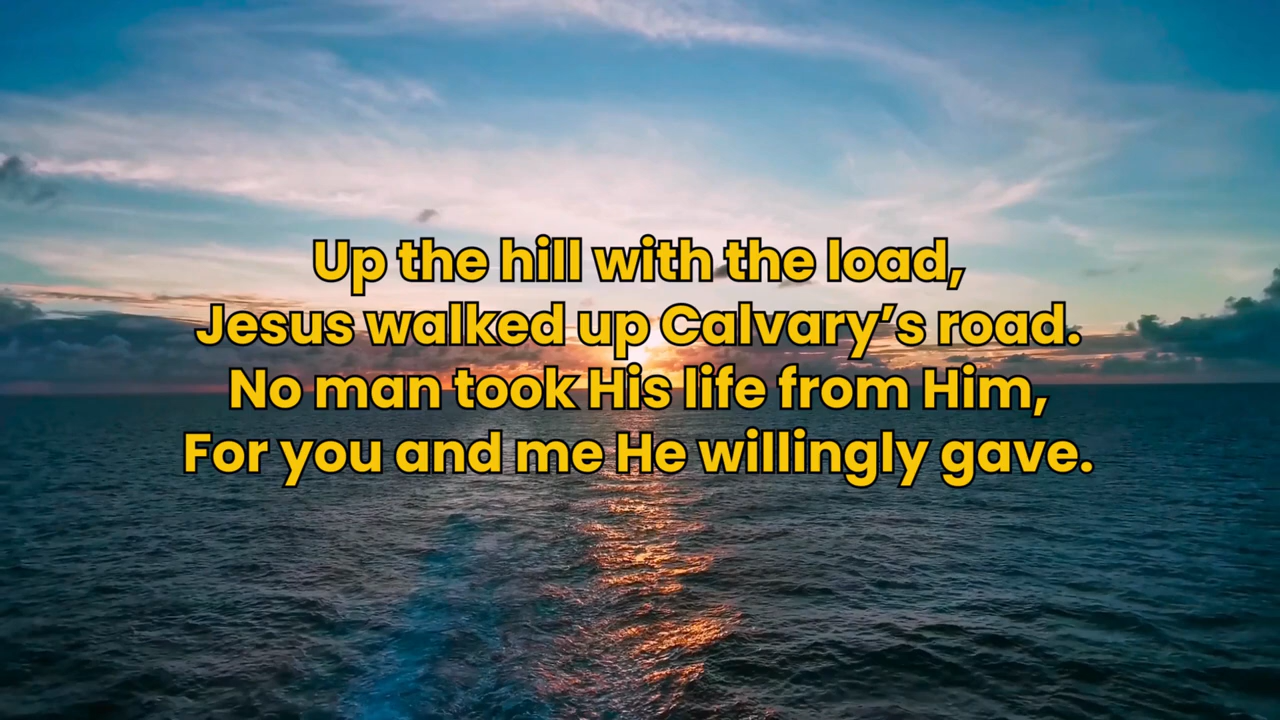 Up the hill with the load,
Jesus walked up Calvary’s road.
No man took His life from Him,
For you and me He willingly gave.